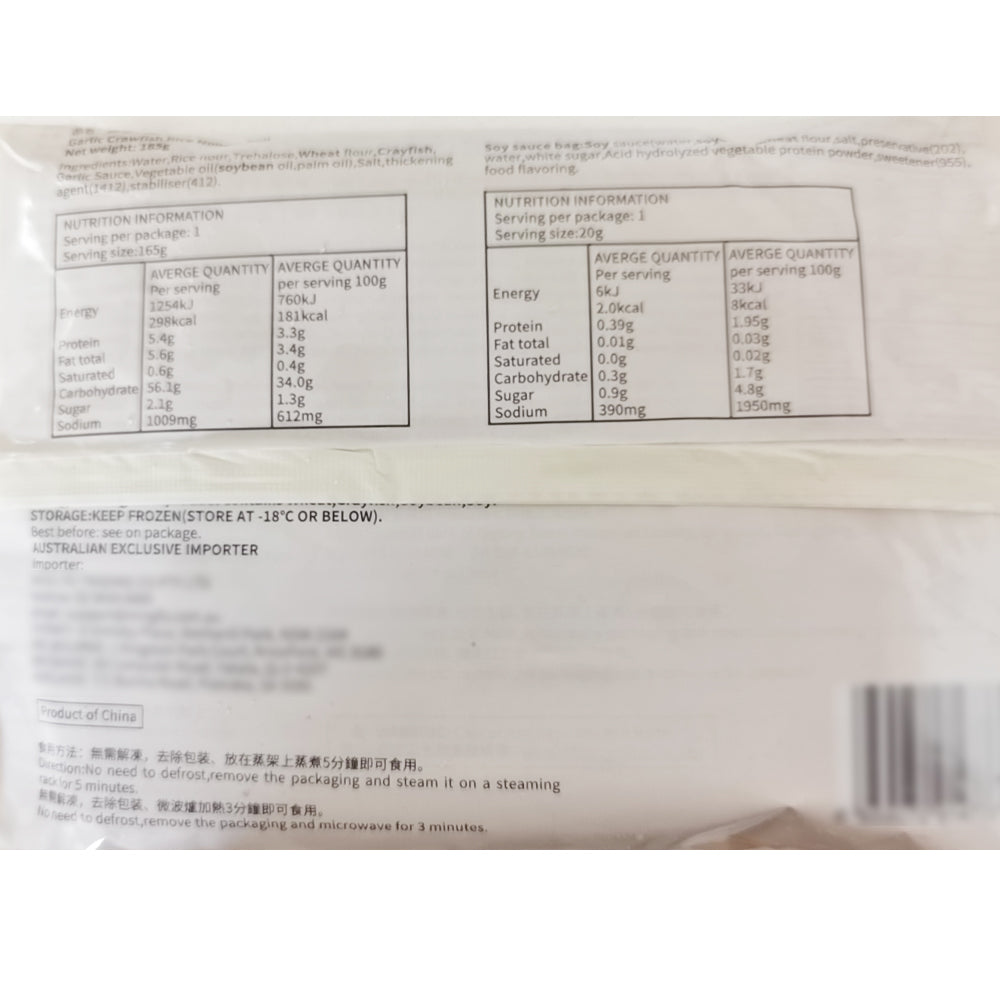 Garlic Crawfish Rice
Net weight: 185g
Ingredients:Water,Rice flour,Trehalose,Wheat flour,Crayfish,
Garlic Sauce,Vegetable oil(soybean oil,palm oil),Salt,thickening
agent(1412),stabiliser(412).
NUTRITION INFORMATION
Serving per package: 1
Serving size:165g
AVERGE QUANTITY AVERGE QUANTITY
Per serving per serving 100g
Energy 1254kJ 760kJ
298kcal 181kcal
Protein 5.4g 3.3g
Fat total 5.6g 3.4g
Saturated 0.6g 0.4g
Carbohydrate 56.1g 34.0g
Sugar 2.1g 1.3g
Sodium 1009mg 612mg
Soy sauce bag:Soy sauce(water,soy flour,salt,preservative(202),
water,white sugar,Acid hydrolyzed vegetable protein powder,sweetener(955),
food flavoring.
NUTRITION INFORMATION
Serving per package: 1
Serving size:20g
AVERGE QUANTITY AVERGE QUANTITY
Per serving per serving 100g
Energy 6kJ 33kJ
2.0kcal 8kcal
Protein 0.39g 1.95g
Fat total 0.01g 0.03g
Saturated 0.0g 0.02g
Carbohydrate 0.3g 1.7g
Sugar 0.9g 4.8g
Sodium 390mg 1950mg
STORAGE:KEEP FROZEN(STORE AT -18°C OR BELOW).
Best before: see on package.
AUSTRALIAN EXCLUSIVE IMPORTER
Importer:
Product of China
食用方法：無需解凍，去除包裝、放在蒸架上蒸煮5分鐘即可食用。
Direction:No need to defrost,remove the packaging and steam it on a steaming
rack for 5 minutes.
無需解凍，去除包裝、微波爐加熱3分鐘即可食用。
No need to defrost,remove the packaging and microwave for 3 minutes.